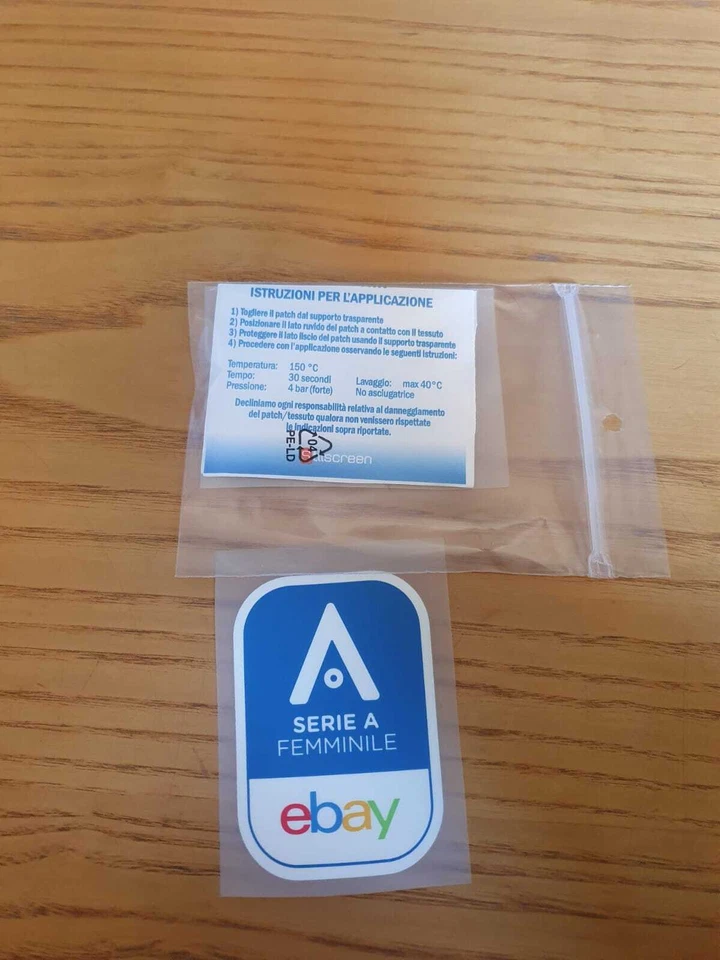 ISTRUZIONI PER L'APPLICAZIONE
1) Togliere il patch dal supporto trasparente
2) Posizionare il lato ruvido del patch a contatto con il tessuto
3) Proteggere il lato liscio del patch usando il supporto trasparente
4) Procedere con l'applicazione osservando le seguenti istruzioni:
Temperatura: 150 °C
Tempo: 30 secondi Lavaggio: max 40°C
Pressione: 4 bar (forte) No asciugatrice
Decliniamo ogni responsabilità relativa al danneggiamento
del patch/tessuto qualora non venissero rispettate
le indicazioni sopra riportate.
04
PE-LD
SERIE A
FEMMINILE
ebay